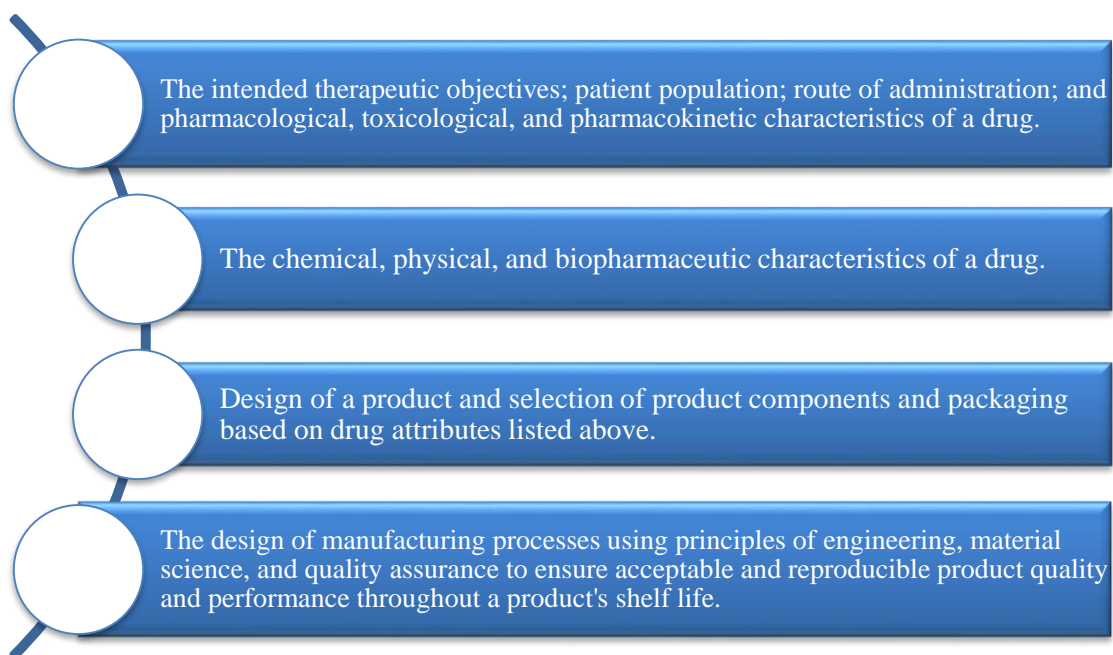 The intended therapeutic objectives; patient population; route of administration; and
pharmacological, toxicological, and pharmacokinetic characteristics of a drug.
The chemical, physical, and biopharmaceutic characteristics of a drug.
Design of a product and selection of product components and packaging
based on drug attributes listed above.
The design of manufacturing processes using principles of engineering, material
science, and quality assurance to ensure acceptable and reproducible product quality
and performance throughout a product's shelf life.